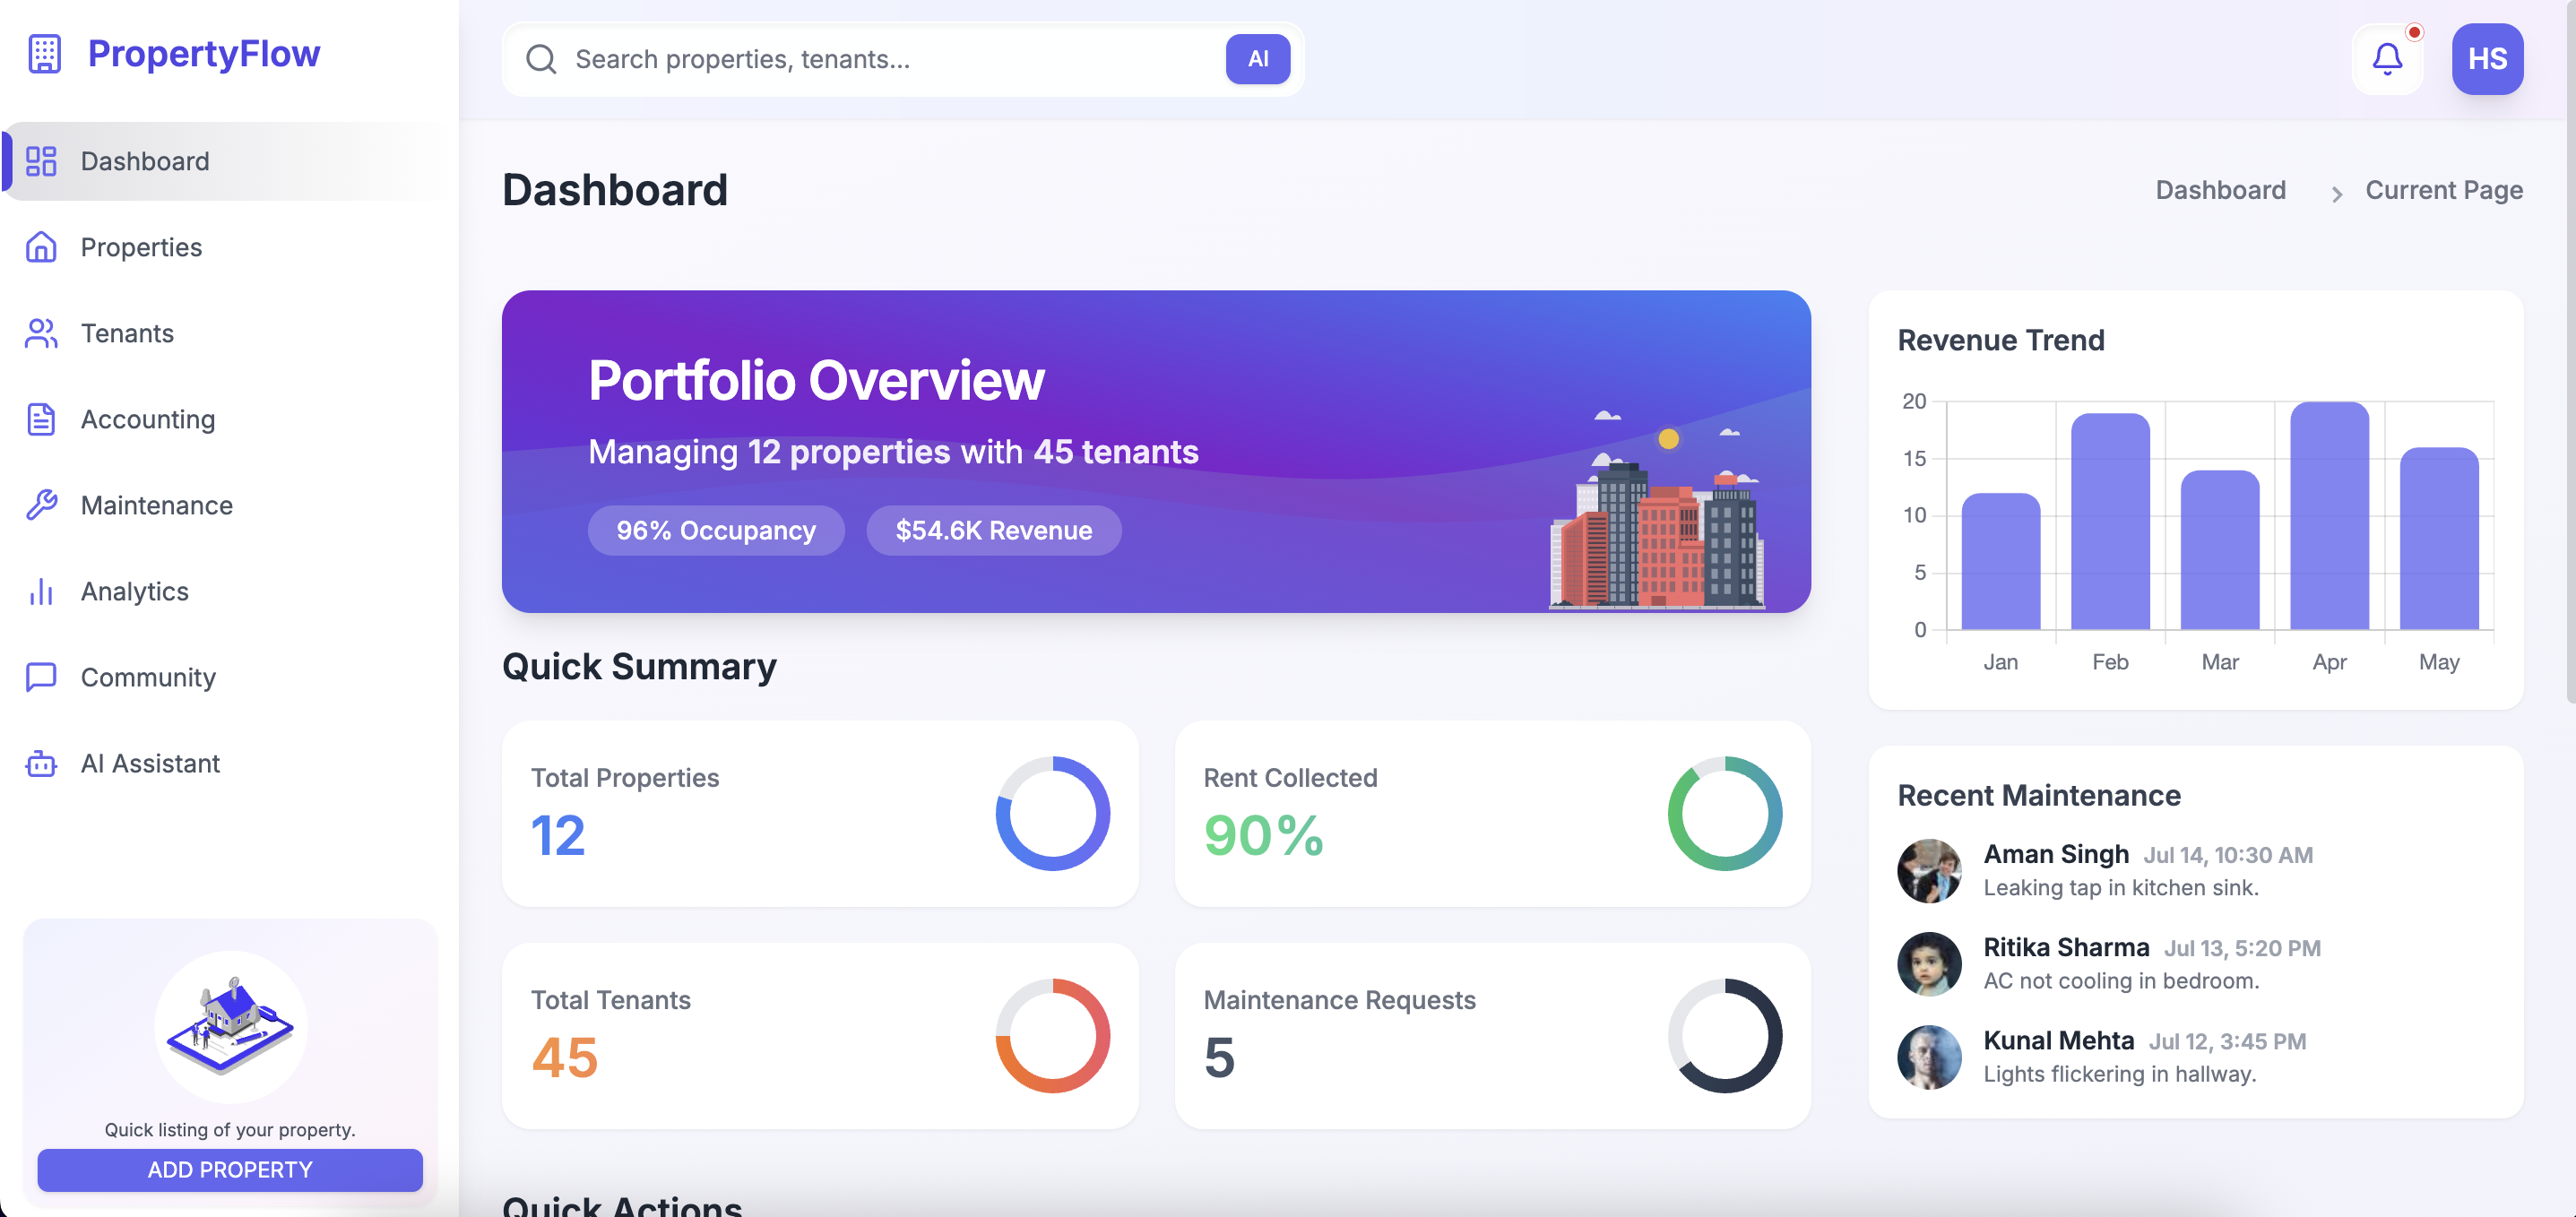 PropertyFlow
Search properties, tenants...
AI
HS
Dashboard
Properties
Tenants
Accounting
Maintenance
Analytics
Community
AI Assistant
Quick listing of your property.
ADD PROPERTY
Dashboard
Dashboard > Current Page
Portfolio Overview
Managing 12 properties with 45 tenants
96% Occupancy
$54.6K Revenue
Quick Summary
Total Properties
12
Rent Collected
90%
Total Tenants
45
Maintenance Requests
5
Quick Actions
Revenue Trend
20
15
10
5
0
Jan Feb Mar Apr May
Recent Maintenance
Aman Singh Jul 14, 10:30 AM
Leaking tap in kitchen sink.
Ritika Sharma Jul 13, 5:20 PM
AC not cooling in bedroom.
Kunal Mehta Jul 12, 3:45 PM
Lights flickering in hallway.